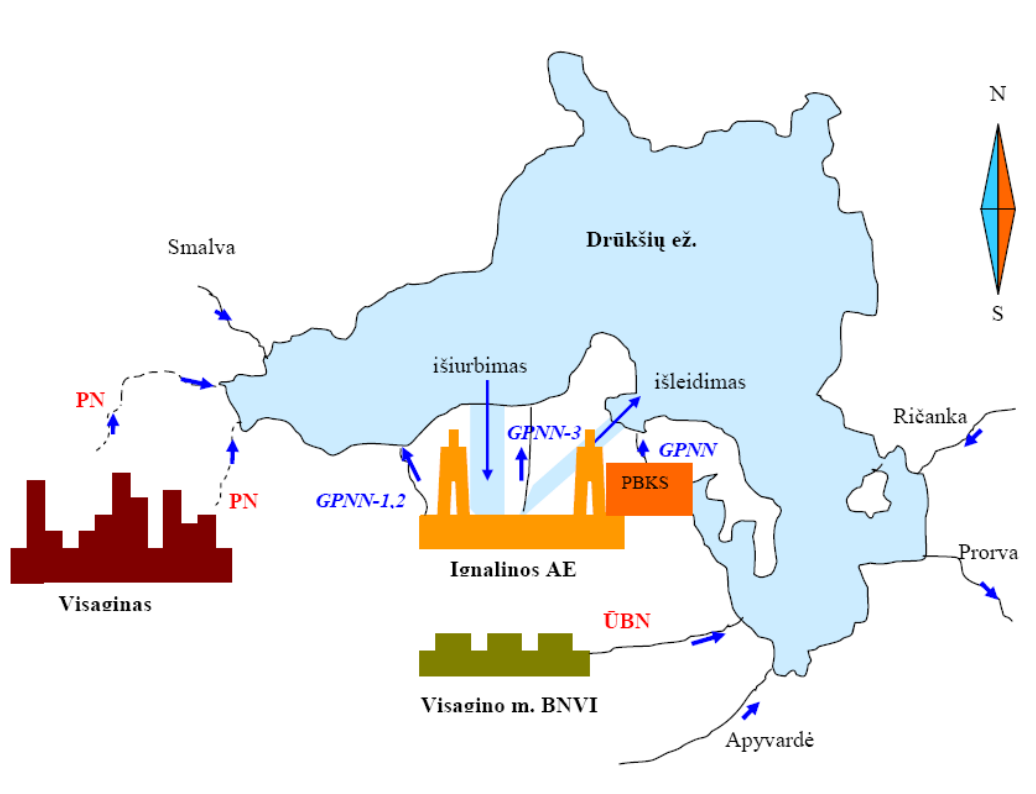 N
Drūkšių ež.
Smalva
S
išiurbimas
išleidimas
PN
Ričanka
GPNN-3
GPNN
PBKS
GPNN-1,2
PN
Prorva
Ignalinos AE
Visaginas
ŪBN
Visagino m. BNVI
Apyvardė